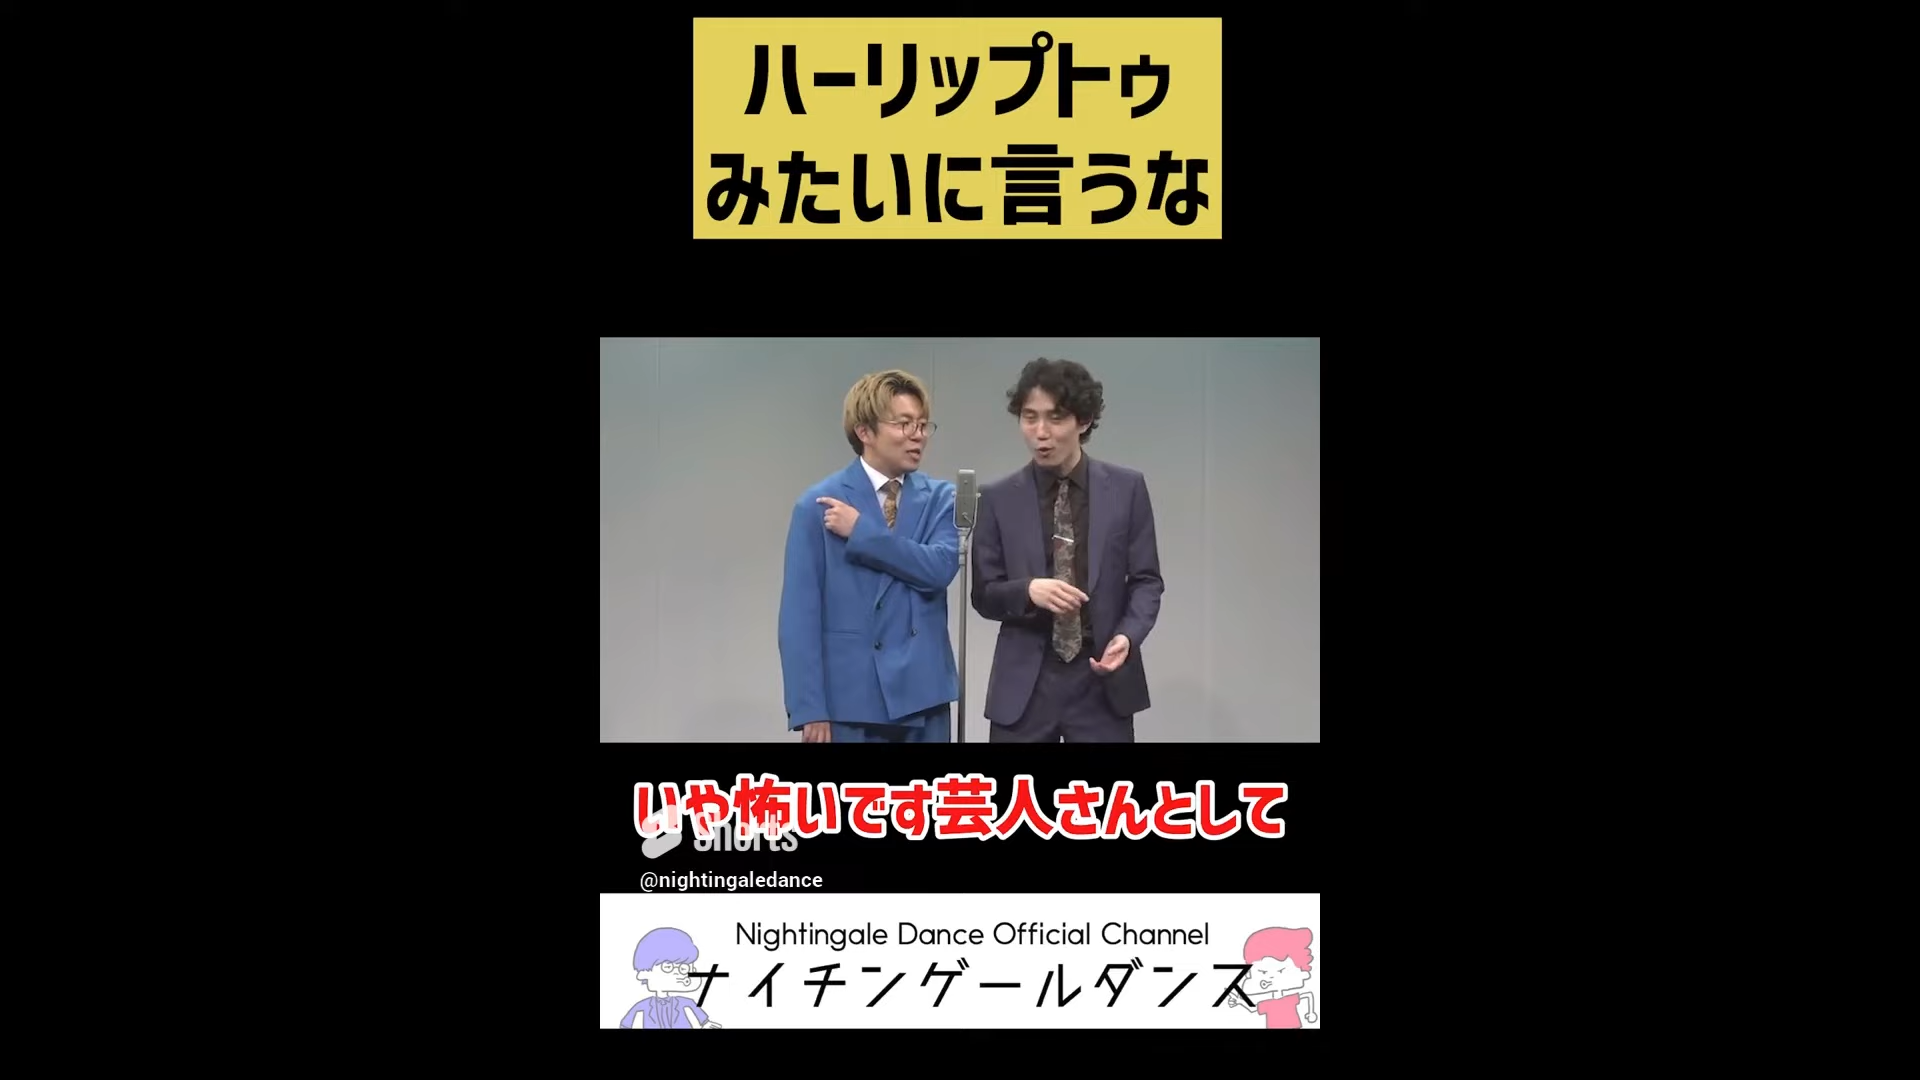 ハーリップトゥ
みたいに言うな
いや怖いです芸人さんとして
Shorts
@nightingaledance
Nightingale Dance Official Channel
ナイチンゲールダンス